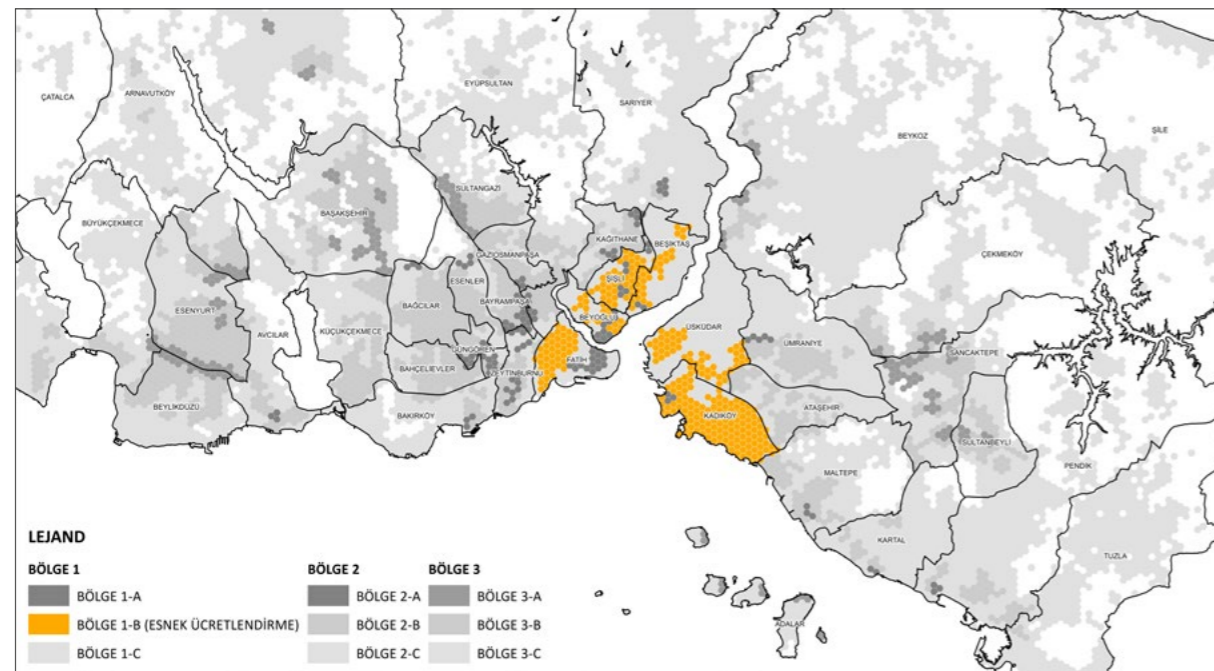 ÇATALCA
ARNAVUTKÖY
EYÜPSULTAN
SARIYER
BEYKOZ
ŞİLE
BÜYÜKÇEKMECE
BAŞAKŞEHİR
SULTANGAZİ
KAĞITHANE
BEŞİKTAŞ
GAZİOSMANPAŞA
ÇEKMEKÖY
ESENLER
ŞİŞLİ
ESENYURT
AVCILAR
KÜÇÜKÇEKMECE
BAĞCILAR
BAYRAMPAŞA
BEYOĞLU
ÜSKÜDAR
ÜMRANİYE
SANCAKTEPE
GÜNGÖREN
FATİH
BAHÇELİEVLER
ZEYTİNBURNU
BEYLİKDÜZÜ
BAKIRKÖY
KADIKÖY
ATAŞEHİR
SULTANBEYLİ
MALTEPE
PENDİK
KARTAL
TUZLA
ADALAR
LEJAND
BÖLGE 1 BÖLGE 2 BÖLGE 3
BÖLGE 1-A BÖLGE 2-A BÖLGE 3-A
BÖLGE 1-B (ESNEK ÜCRETLENDİRME) BÖLGE 2-B BÖLGE 3-B
BÖLGE 1-C BÖLGE 2-C BÖLGE 3-C